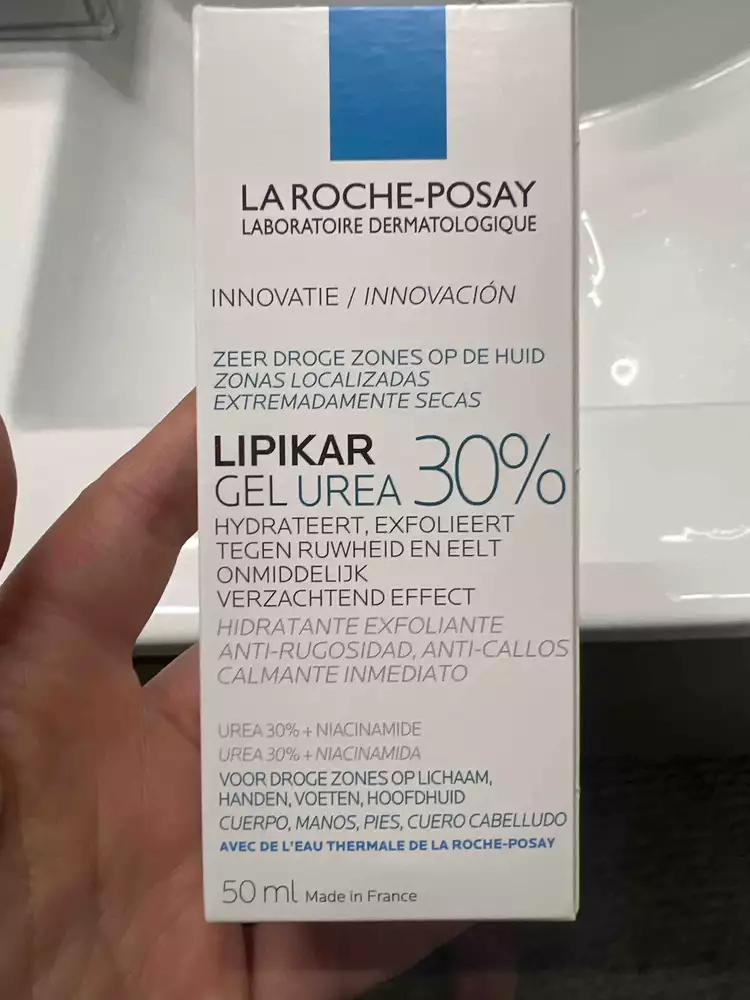 LA ROCHE-POSAY
LABORATOIRE DERMATOLOGIQUE
INNOVATIE / INNOVACIÓN
ZEER DROGE ZONES OP DE HUID
ZONAS LOCALIZADAS
EXTREMADAMENTE SECAS
LIPIKAR
GEL UREA 30%
HYDRATEERT, EXFOLIEERT
TEGEN RUWHEID EN EELT
ONMIDDELIJK
VERZACHTEND EFFECT
HIDRATANTE EXFOLIANTE
ANTI-RUGOSIDAD, ANTI-CALLOS
CALMANTE INMEDIATO
UREA 30% + NIACINAMIDE
UREA 30% + NIACINAMIDA
VOOR DROGE ZONES OP LICHAAM,
HANDEN, VOETEN, HOOFDHUID
CUERPO, MANOS, PIES, CUERO CABELLUDO
AVEC DE L'EAU THERMALE DE LA ROCHE-POSAY
50 ml Made in France